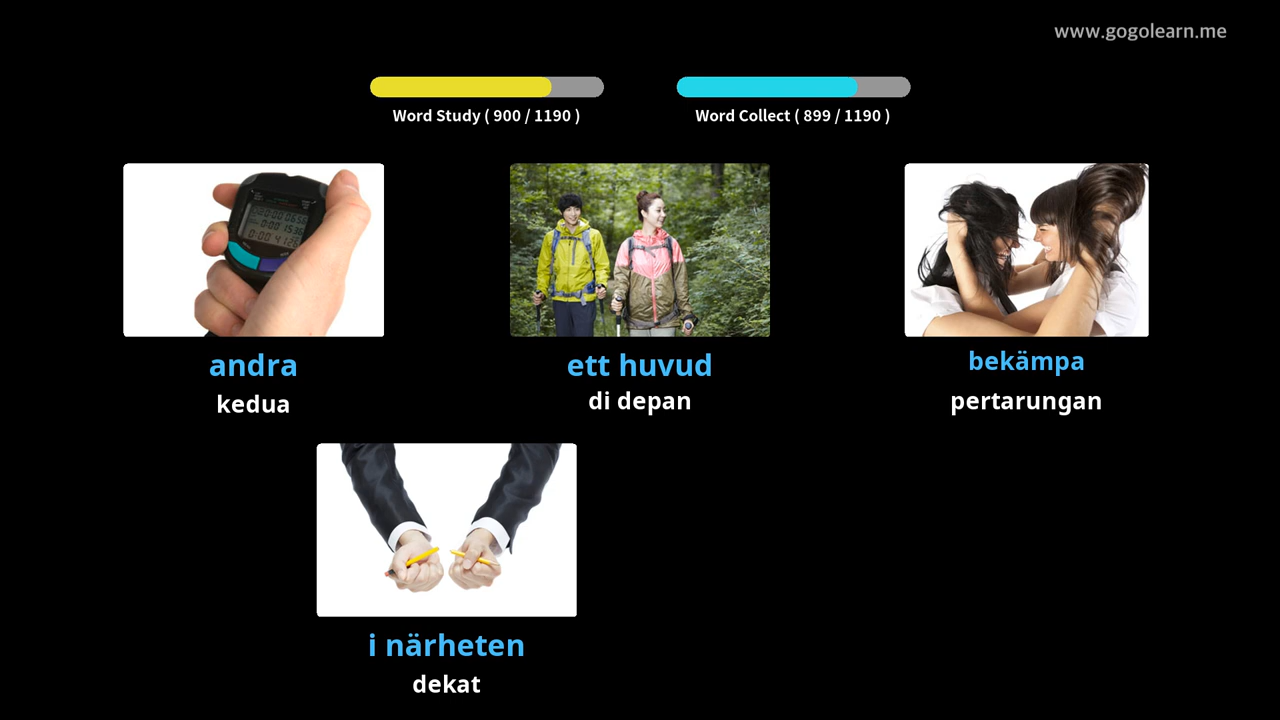 www.gogolearn.me
Word Study ( 900 / 1190 )
Word Collect ( 899 / 1190 )
andra
kedua
ett huvud
di depan
bekämpa
pertarungan
i närheten
dekat